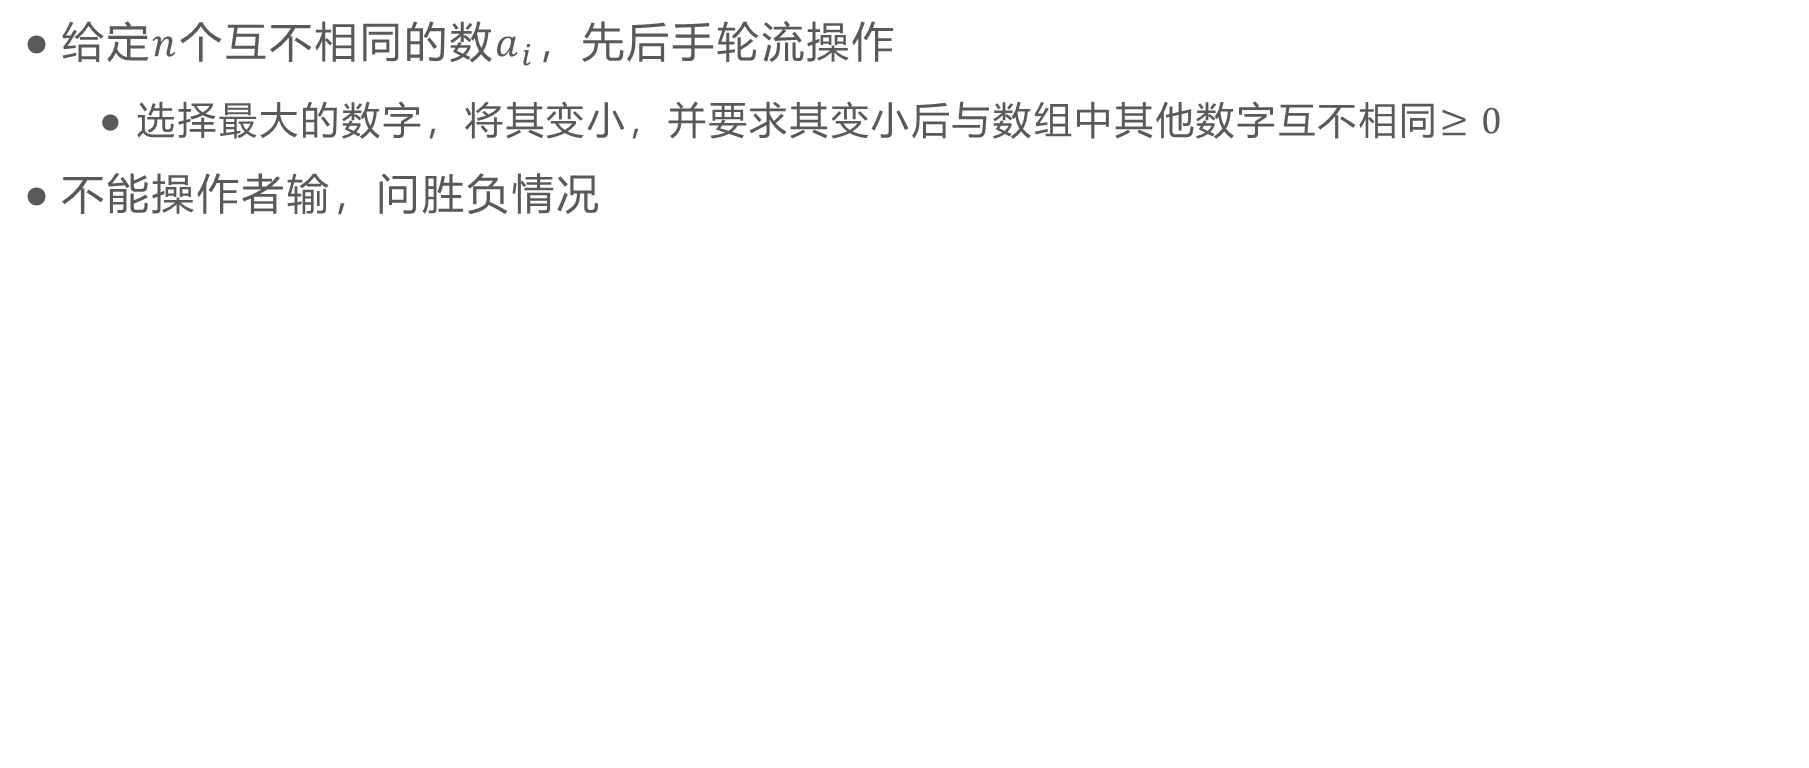 • 给定n个互不相同的数aᵢ，先后手轮流操作
• 选择最大的数字，将其变小，并要求其变小后与数组中其他数字互不相同≥ 0
• 不能操作者输，问胜负情况